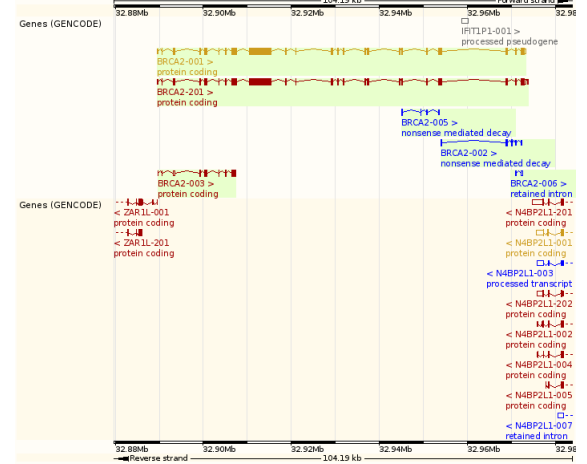 104.19 kb
Forward strand
32.88Mb 32.90Mb 32.92Mb 32.94Mb 32.96Mb 32.98
Genes (GENCODE)
IFIT1P1-001 >
processed pseudogene
BRCA2-001 >
protein coding
BRCA2-201 >
protein coding
BRCA2-005 >
nonsense mediated decay
BRCA2-002 >
nonsense mediated decay
BRCA2-003 >
protein coding
BRCA2-006 >
retained intron
Genes (GENCODE)
< ZAR1L-001
protein coding
< ZAR1L-201
protein coding
< N4BP2L1-201
protein coding
< N4BP2L1-001
protein coding
< N4BP2L1-003
processed transcript
< N4BP2L1-202
protein coding
< N4BP2L1-002
protein coding
< N4BP2L1-004
protein coding
< N4BP2L1-005
protein coding
< N4BP2L1-007
retained intron
32.88Mb 32.90Mb 32.92Mb 32.94Mb 32.96Mb 32.98
Reverse strand 104.19 kb